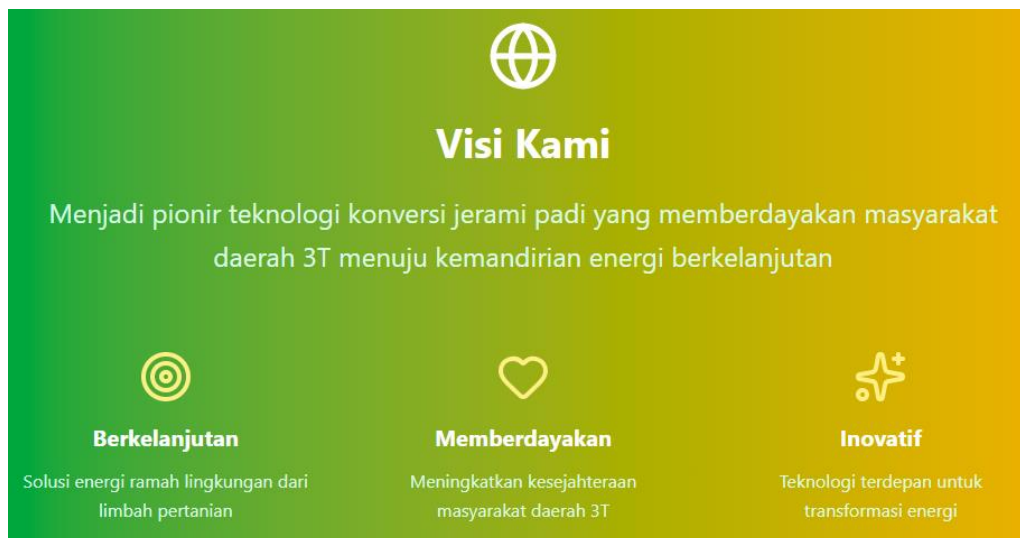 Visi Kami
Menjadi pionir teknologi konversi jerami padi yang memberdayakan masyarakat
daerah 3T menuju kemandirian energi berkelanjutan
Berkelanjutan
Solusi energi ramah lingkungan dari
limbah pertanian
Memberdayakan
Meningkatkan kesejahteraan
masyarakat daerah 3T
Inovatif
Teknologi terdepan untuk
transformasi energi